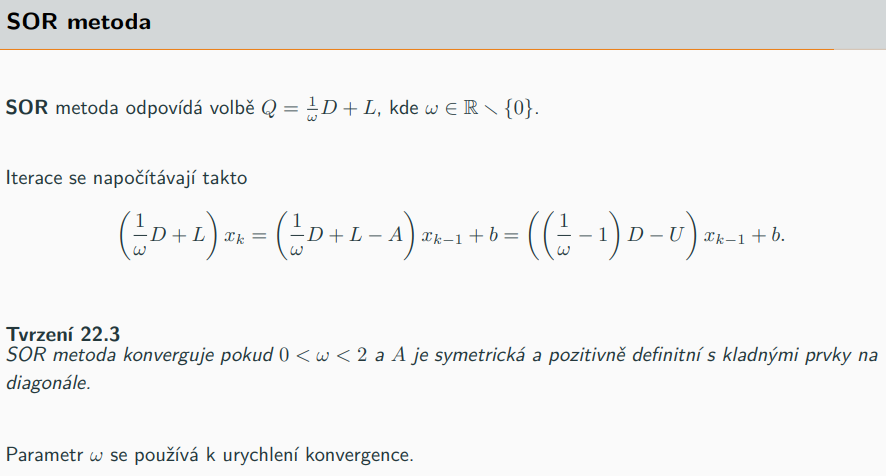 SOR metoda
SOR metoda odpovídá volbě $Q = \frac{1}{\omega}D + L$, kde $\omega \in \mathbb{R} \setminus \{0\}$.
Iterace se napočítávají takto
$\left(\frac{1}{\omega}D + L\right) x_k = \left(\frac{1}{\omega}D + L - A\right) x_{k-1} + b = \left(\left(\frac{1}{\omega} - 1\right) D - U\right) x_{k-1} + b.$
Tvrzení 22.3
SOR metoda konverguje pokud $0 < \omega < 2$ a $A$ je symetrická a pozitivně definitní s kladnými prvky na
diagonále.
Parametr $\omega$ se používá k urychlení konvergence.